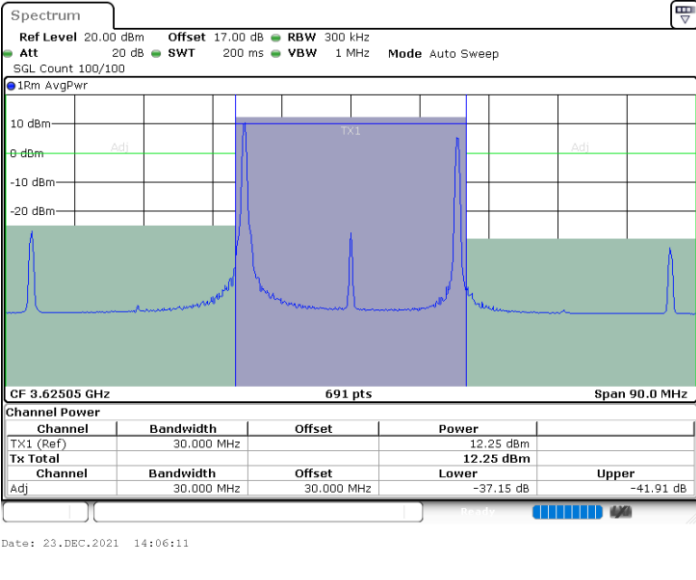 Spectrum
Ref Level 20.00 dBm Offset 17.00 dB RBW 300 kHz
Att 20 dB SWT 200 ms VBW 1 MHz Mode Auto Sweep
SGL Count 100/100
1Rm AvgPwr
10 dBm
TX1
0 dBm Adj Adj
-10 dBm
-20 dBm
CF 3.62505 GHz 691 pts Span 90.0 MHz
Channel Power
Channel Bandwidth Offset Power
TX1 (Ref) 30.000 MHz 12.25 dBm
Tx Total 12.25 dBm
Channel Bandwidth Offset Lower Upper
Adj 30.000 MHz 30.000 MHz -37.15 dB -41.91 dB
Ready
Date: 23.DEC.2021 14:06:11